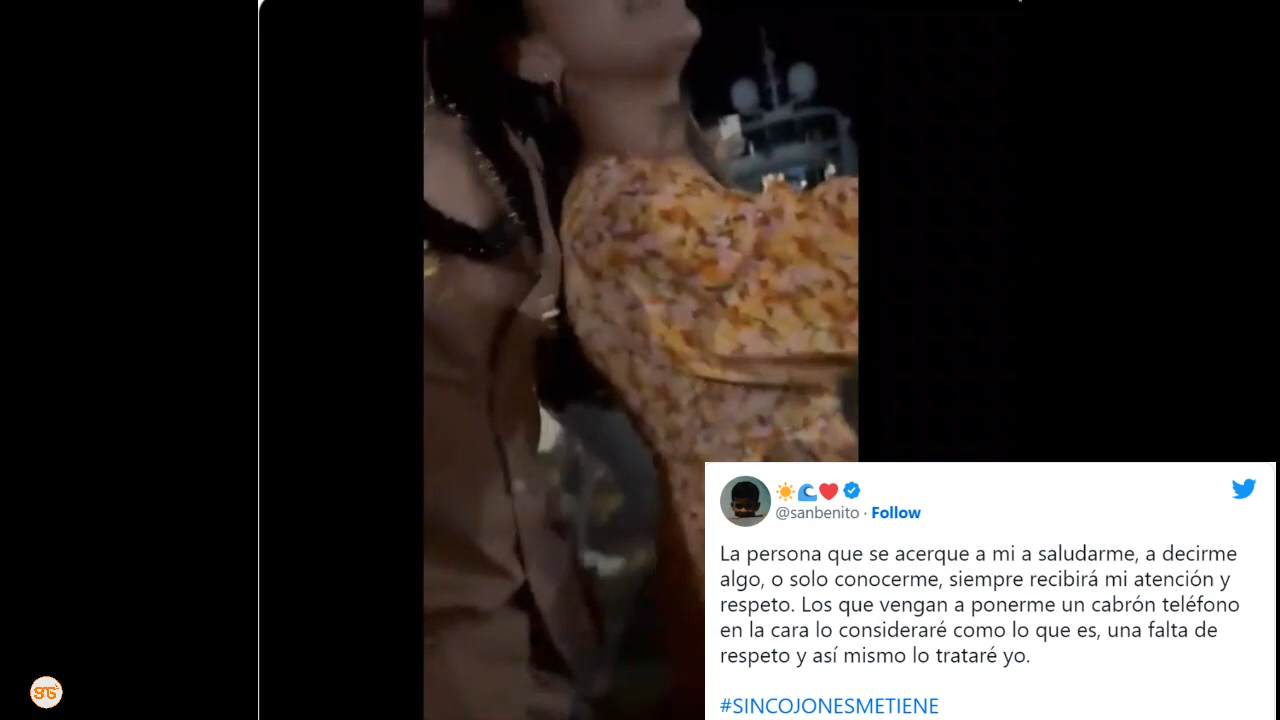 @sanbenito · Follow
La persona que se acerque a mi a saludarme, a decirme
algo, o solo conocerme, siempre recibirá mi atención y
respeto. Los que vengan a ponerme un cabrón teléfono
en la cara lo consideraré como lo que es, una falta de
respeto y así mismo lo trataré yo.
#SINCOJONESMETIENE